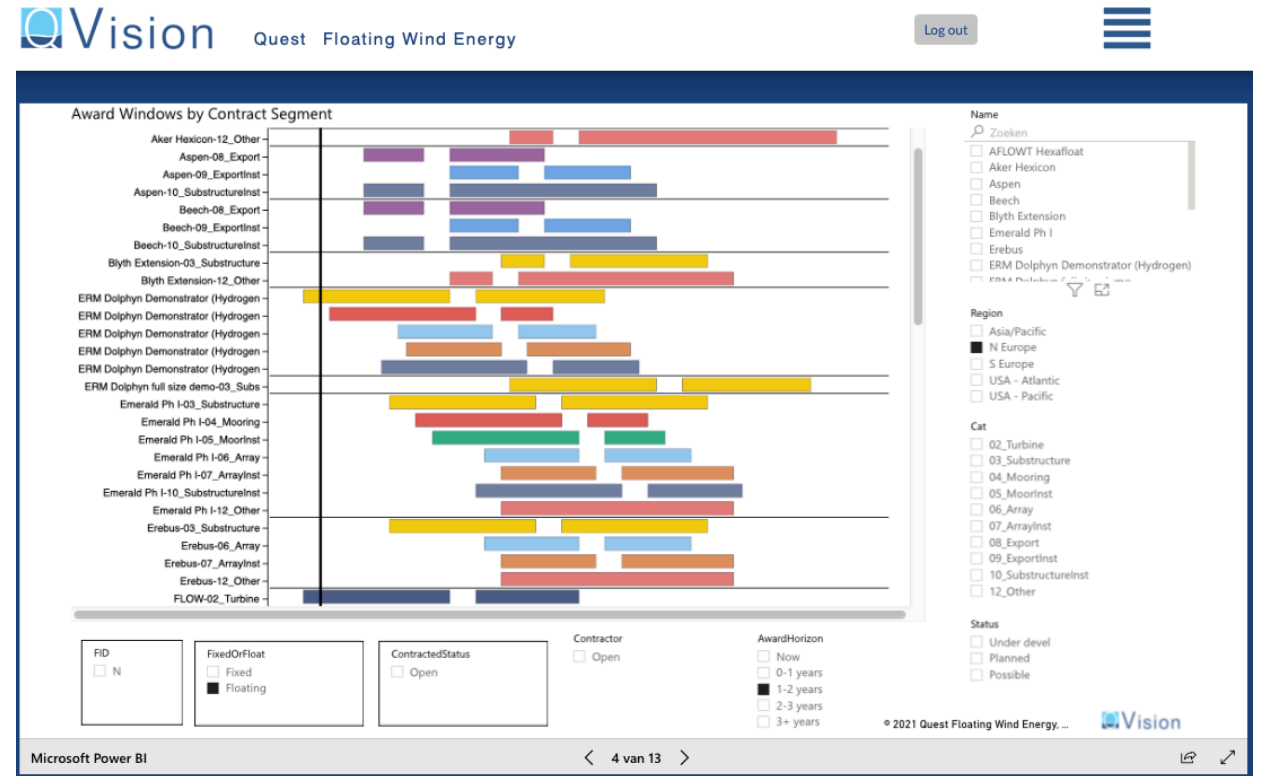 QVision Quest Floating Wind Energy
Log out
Award Windows by Contract Segment
Aker Hexicon-12_Other
Aspen-08_Export
Aspen-09_ExportInst
Aspen-10_SubstructureInst
Beech-08_Export
Beech-09_ExportInst
Beech-10_SubstructureInst
Blyth Extension-03_Substructure
Blyth Extension-12_Other
ERM Dolphyn Demonstrator (Hydrogen
ERM Dolphyn Demonstrator (Hydrogen
ERM Dolphyn Demonstrator (Hydrogen
ERM Dolphyn Demonstrator (Hydrogen
ERM Dolphyn Demonstrator (Hydrogen
ERM Dolphyn full size demo-03_Subs
Emerald Ph I-03_Substructure
Emerald Ph I-04_Mooring
Emerald Ph I-05_MoorInst
Emerald Ph I-06_Array
Emerald Ph I-07_ArrayInst
Emerald Ph I-10_SubstructureInst
Emerald Ph I-12_Other
Erebus-03_Substructure
Erebus-06_Array
Erebus-07_ArrayInst
Erebus-12_Other
FLOW-02_Turbine
Name
Zoeken
AFLOWT Hexafloat
Aker Hexicon
Aspen
Beech
Blyth Extension
Emerald Ph I
Erebus
ERM Dolphyn Demonstrator (Hydrogen)
Region
Asia/Pacific
N Europe
S Europe
USA - Atlantic
USA - Pacific
Cat
02_Turbine
03_Substructure
04_Mooring
05_MoorInst
06_Array
07_ArrayInst
08_Export
09_ExportInst
10_SubstructureInst
12_Other
Status
Under devel
Planned
Possible
FID
N
FixedOrFloat
Fixed
Floating
ContractedStatus
Open
Contractor
Open
AwardHorizon
Now
0-1 years
1-2 years
2-3 years
3+ years
© 2021 Quest Floating Wind Energy, ...
QVision
Microsoft Power BI
4 van 13